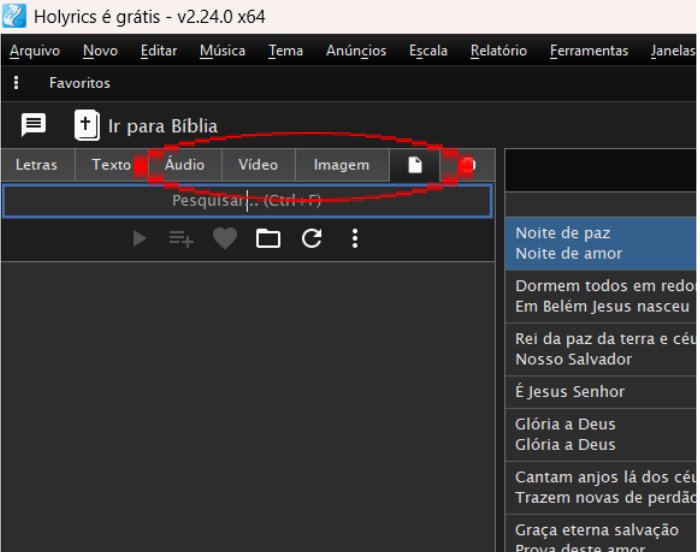 Holyrics é grátis - v2.24.0 x64
Arquivo Novo Editar Música Tema Anúncios Escala Relatório Ferramentas Janelas
Favoritos
Ir para Bíblia
Letras Texto Áudio Vídeo Imagem
Pesquisar... (Ctrl+F)
Noite de paz
Noite de amor
Dormem todos em redo
Em Belém Jesus nasceu
Rei da paz da terra e céu
Nosso Salvador
É Jesus Senhor
Glória a Deus
Glória a Deus
Cantam anjos lá dos céu
Trazem novas de perdão
Graça eterna salvação
Prova deste amor